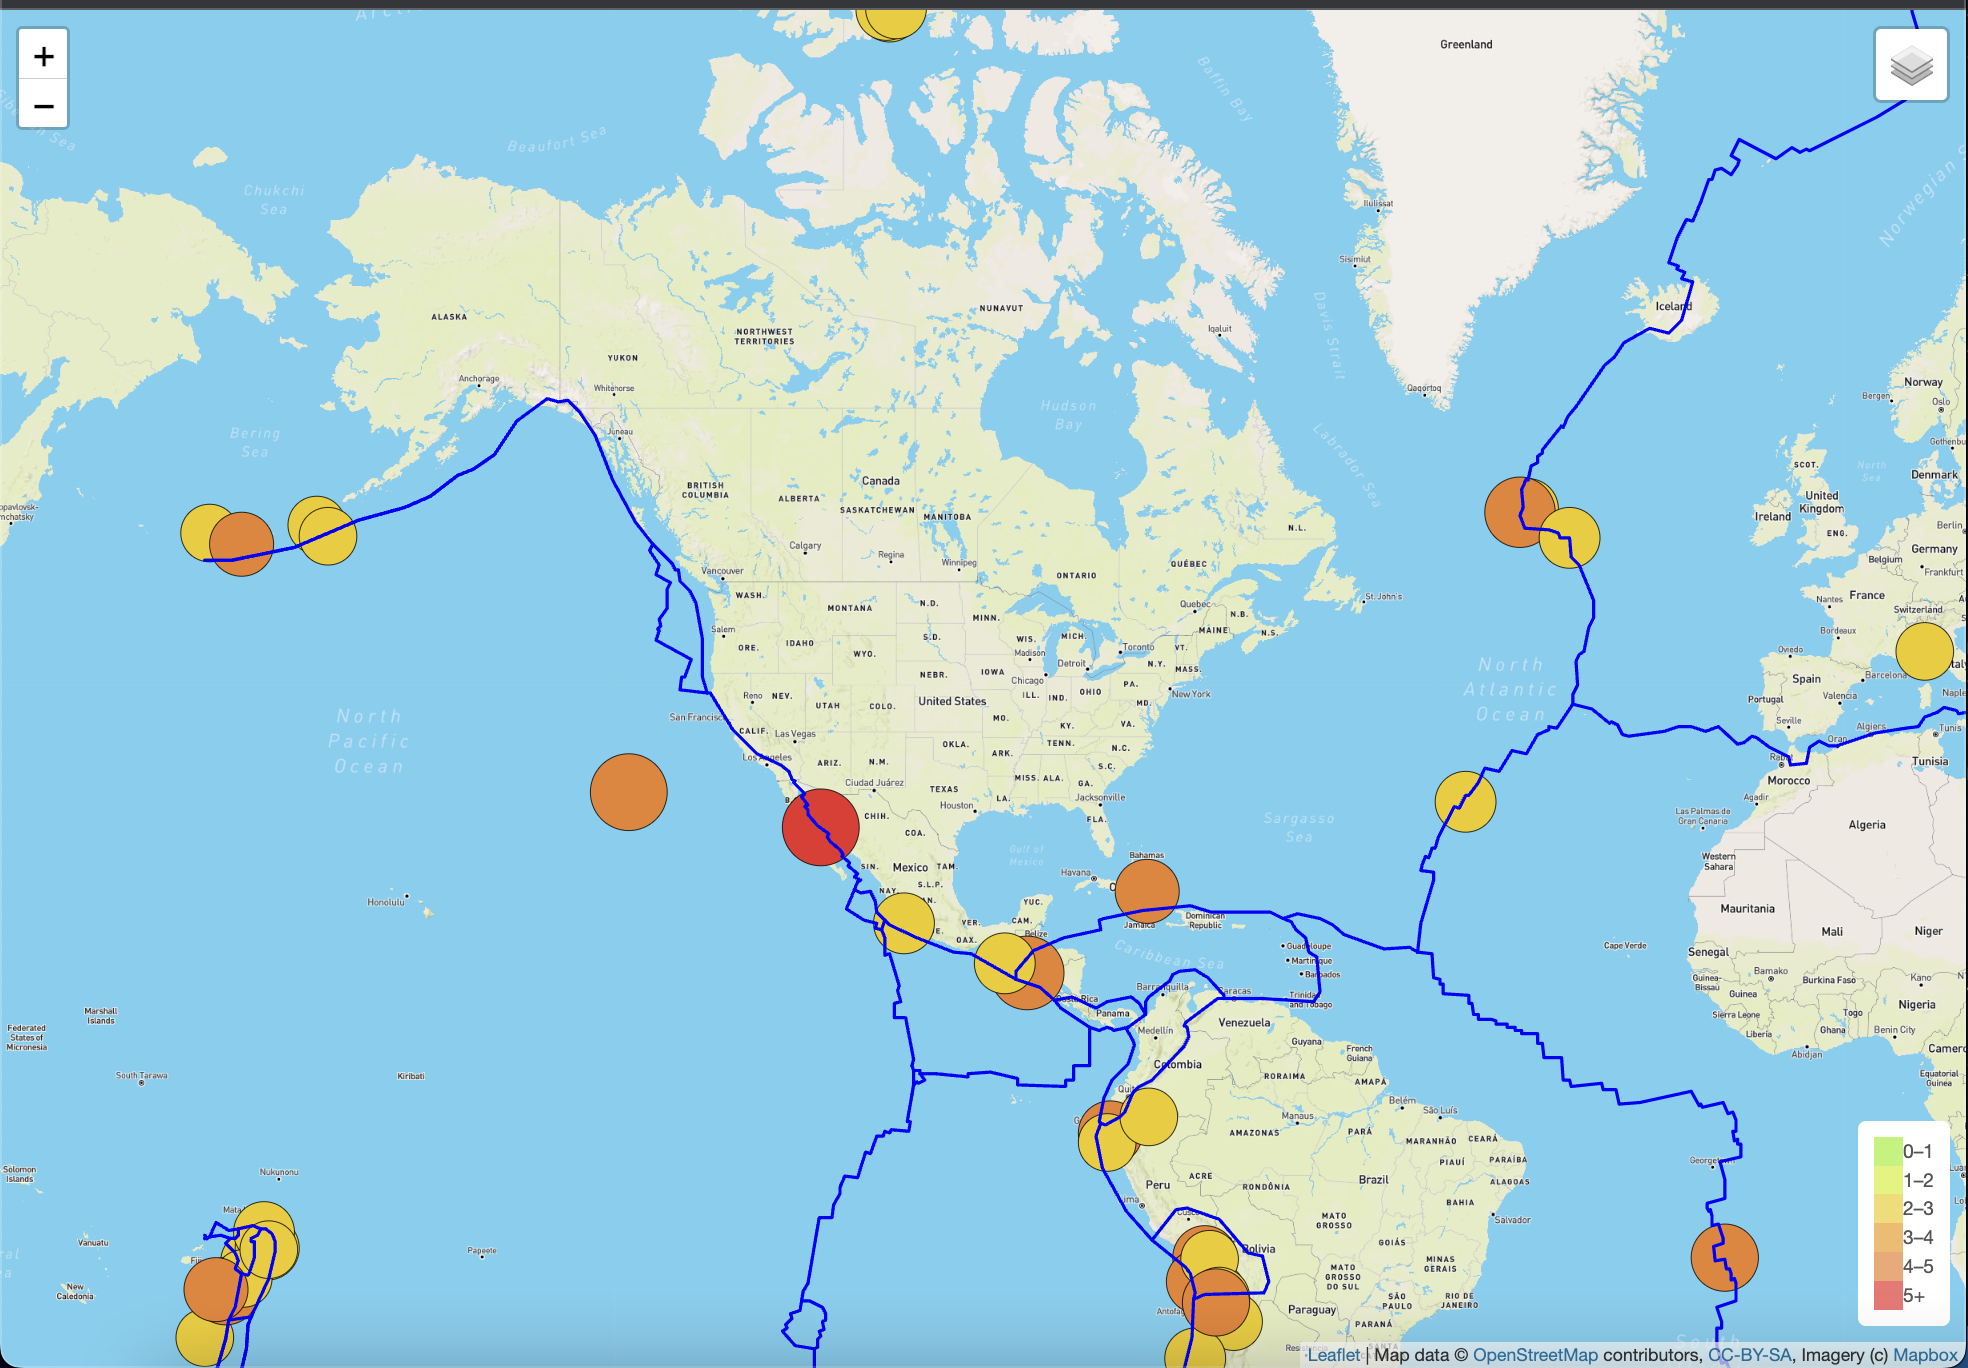 +
−
Greenland
Baffin Bay
Beaufort Sea
Chukchi
Sea
Norwegian
Ilulissat
Sisimiut
Davis Strait
Iceland
NUNAVUT
ALASKA
Iqaluit
NORTHWEST
TERRITORIES
YUKON
Anchorage
Whitehorse
Qaqortoq
Norway
Bergen
Oslo
Hudson
Bay
Juneau
Bering
Sea
Labrador Sea
Gothenbu
SCOT.
North
Sea
Denmark
BRITISH
COLUMBIA
Canada
ALBERTA
SASKATCHEWAN
MANITOBA
United
Kingdom
Ireland
ENG.
Berlin
N.L.
Calgary
Regina
Winnipeg
Germany
Belgium
Frankfurt
Vancouver
ONTARIO
QUÉBEC
WASH.
MONTANA
N.D.
MINN.
Quebec
N.B.
St. John's
Nantes
France
Switzerland
Salem
ORE.
IDAHO
WYO.
S.D.
WIS.
Madison
MICH.
Toronto
MAINE
N.S.
VT.
Bordeaux
Detroit
N.Y.
MASS.
Oviedo
NEBR.
IOWA
Chicago
North
Atlantic
Ocean
Spain
Barcelona
Reno
NEV.
UTAH
COLO.
United States
ILL.
IND.
OHIO
PA.
MD.
New York
Portugal
Valencia
Naple
North
Pacific
Ocean
San Francisc
MO.
KY.
VA.
Seville
Algiers
Tunis
CALIF.
Las Vegas
OKLA.
ARK.
TENN.
N.C.
Oran
Los Angeles
ARIZ.
N.M.
S.C.
Morocco
Tunisia
Ciudad Juárez
TEXAS
MISS.
ALA.
GA.
Houston
LA.
Jacksonville
Agadir
Las Palmas de
Gran Canaria
CHIH.
COA.
FLA.
Sargasso
Sea
Algeria
Gulf of
Mexico
Bahamas
Western
Sahara
SIN.
Mexico
TAM.
Havana
NAY.
S.L.P.
Honolulu
YUC.
CAM.
VER.
Mauritania
OAX.
Belize
Jamaica
Dominican
Republic
Mali
Niger
Caribbean Sea
Guadeloupe
Martinique
Barbados
Cape Verde
Senegal
Bamako
Burkina Faso
Kano
Guinea-
Bissau
Guinea
Barranquilla
Caracas
Trinidad
and Tobago
Costa Rica
Panama
Nigeria
Marshall
Islands
Federated
States of
Micronesia
Venezuela
Sierra Leone
Togo
Ghana
Benin City
Liberia
Abidjan
Medellín
Guyana
French
Guiana
Camero
Colombia
South Tarawa
Kiribati
RORAIMA
AMAPÁ
Equatorial
Guinea
Belém
São Luís
Manaus
AMAZONAS
PARÁ
MARANHÃO
CEARÁ
Solomon
Islands
Nukunonu
Peru
ACRE
RONDÔNIA
Brazil
PIAUÍ
PARAÍBA
ALAGOAS
BAHIA
Georget
Salvador
MATO
GROSSO
Vanuatu
Papeete
Bolivia
GOIÁS
MINAS
GERAIS
New
Caledonia
MATO
GROSSO
DO SUL
SÃO
PAULO
RIO DE
JANEIRO
Paraguay
PARANÁ
0–1
1–2
2–3
3–4
4–5
5+
Leaflet | Map data © OpenStreetMap contributors, CC-BY-SA, Imagery (c) Mapbox